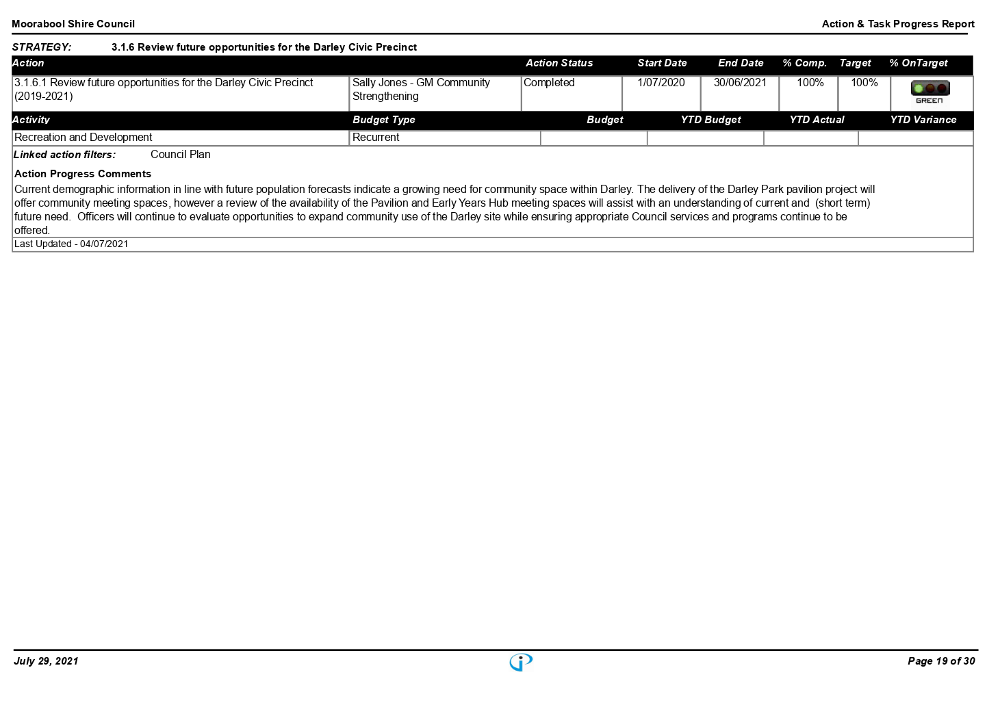 Moorabool Shire Council Action & Task Progress Report
STRATEGY: 3.1.6 Review future opportunities for the Darley Civic Precinct
Action Action Status Start Date End Date % Comp. Target % OnTarget
3.1.6.1 Review future opportunities for the Darley Civic Precinct Sally Jones - GM Community Completed 1/07/2020 30/06/2021 100% 100%
(2019-2021) Strengthening
GREEN
Activity Budget Type Budget YTD Budget YTD Actual YTD Variance
Recreation and Development Recurrent
Linked action filters: Council Plan
Action Progress Comments
Current demographic information in line with future population forecasts indicate a growing need for community space within Darley. The delivery of the Darley Park pavilion project will
offer community meeting spaces, however a review of the availability of the Pavilion and Early Years Hub meeting spaces will assist with an understanding of current and (short term)
future need. Officers will continue to evaluate opportunities to expand community use of the Darley site while ensuring appropriate Council services and programs continue to be
offered.
Last Updated - 04/07/2021
July 29, 2021 Page 19 of 30